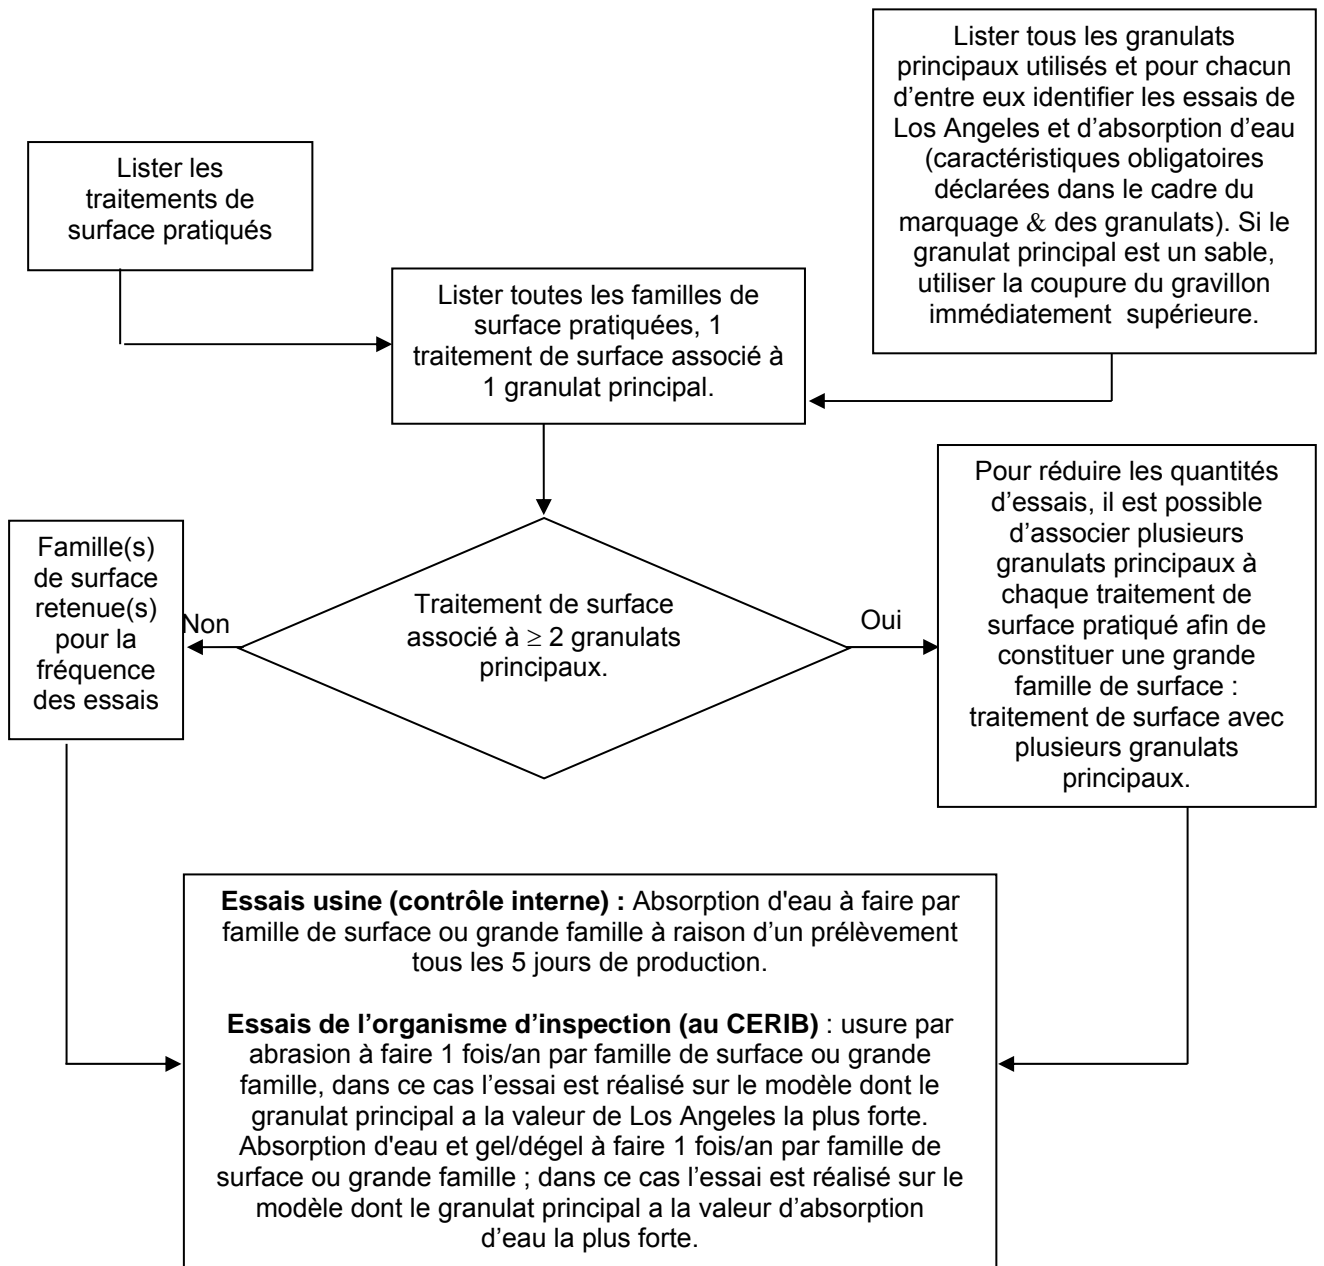 Lister tous les granulats
principaux utilisés et pour chacun
d'entre eux identifier les essais de
Los Angeles et d'absorption d'eau
(caractéristiques obligatoires
déclarées dans le cadre du
marquage & des granulats). Si le
granulat principal est un sable,
utiliser la coupure du gravillon
immédiatement supérieure.
Lister les
traitements de
surface pratiqués
Lister toutes les familles de
surface pratiquées, 1
traitement de surface associé à
1 granulat principal.
Pour réduire les quantités
d'essais, il est possible
d'associer plusieurs
granulats principaux à
chaque traitement de
surface pratiqué afin de
constituer une grande
famille de surface :
traitement de surface avec
plusieurs granulats
principaux.
Famille(s)
de surface
retenue(s)
pour la
fréquence
des essais
Non
Traitement de surface
associé à ≥ 2 granulats
principaux.
Oui
Essais usine (contrôle interne) : Absorption d'eau à faire par
famille de surface ou grande famille à raison d'un prélèvement
tous les 5 jours de production.
Essais de l'organisme d'inspection (au CERIB) : usure par
abrasion à faire 1 fois/an par famille de surface ou grande
famille, dans ce cas l'essai est réalisé sur le modèle dont le
granulat principal a la valeur de Los Angeles la plus forte.
Absorption d'eau et gel/dégel à faire 1 fois/an par famille de
surface ou grande famille ; dans ce cas l'essai est réalisé sur le
modèle dont le granulat principal a la valeur d'absorption
d'eau la plus forte.